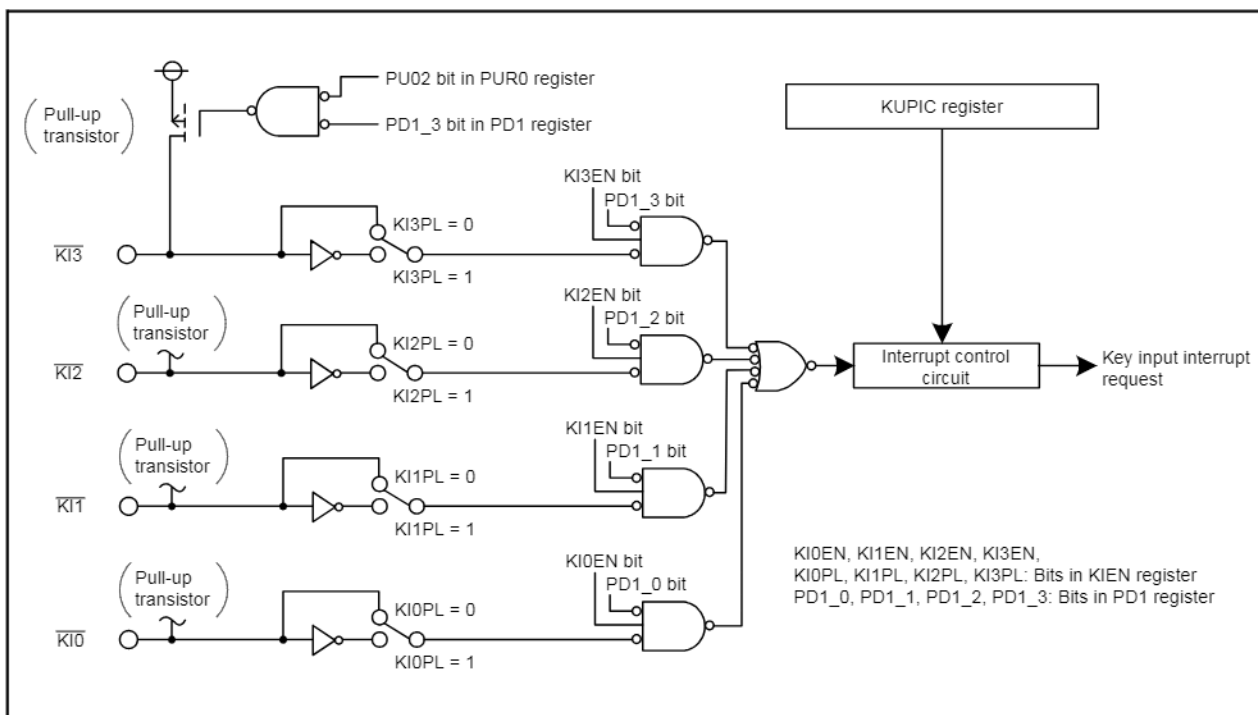 PU02 bit in PUR0 register
KUPIC register
(Pull-up
transistor)
PD1_3 bit in PD1 register
KI3EN bit
PD1_3 bit
KI3PL = 0
KI3
KI3PL = 1
(Pull-up
transistor)
KI2EN bit
PD1_2 bit
KI2PL = 0
KI2
KI2PL = 1
Interrupt control
circuit
Key input interrupt
request
(Pull-up
transistor)
KI1EN bit
PD1_1 bit
KI1PL = 0
KI1
KI1PL = 1
(Pull-up
transistor)
KI0EN bit
PD1_0 bit
KI0PL = 0
KI0
KI0PL = 1
KI0EN, KI1EN, KI2EN, KI3EN,
KI0PL, KI1PL, KI2PL, KI3PL: Bits in KIEN register
PD1_0, PD1_1, PD1_2, PD1_3: Bits in PD1 register